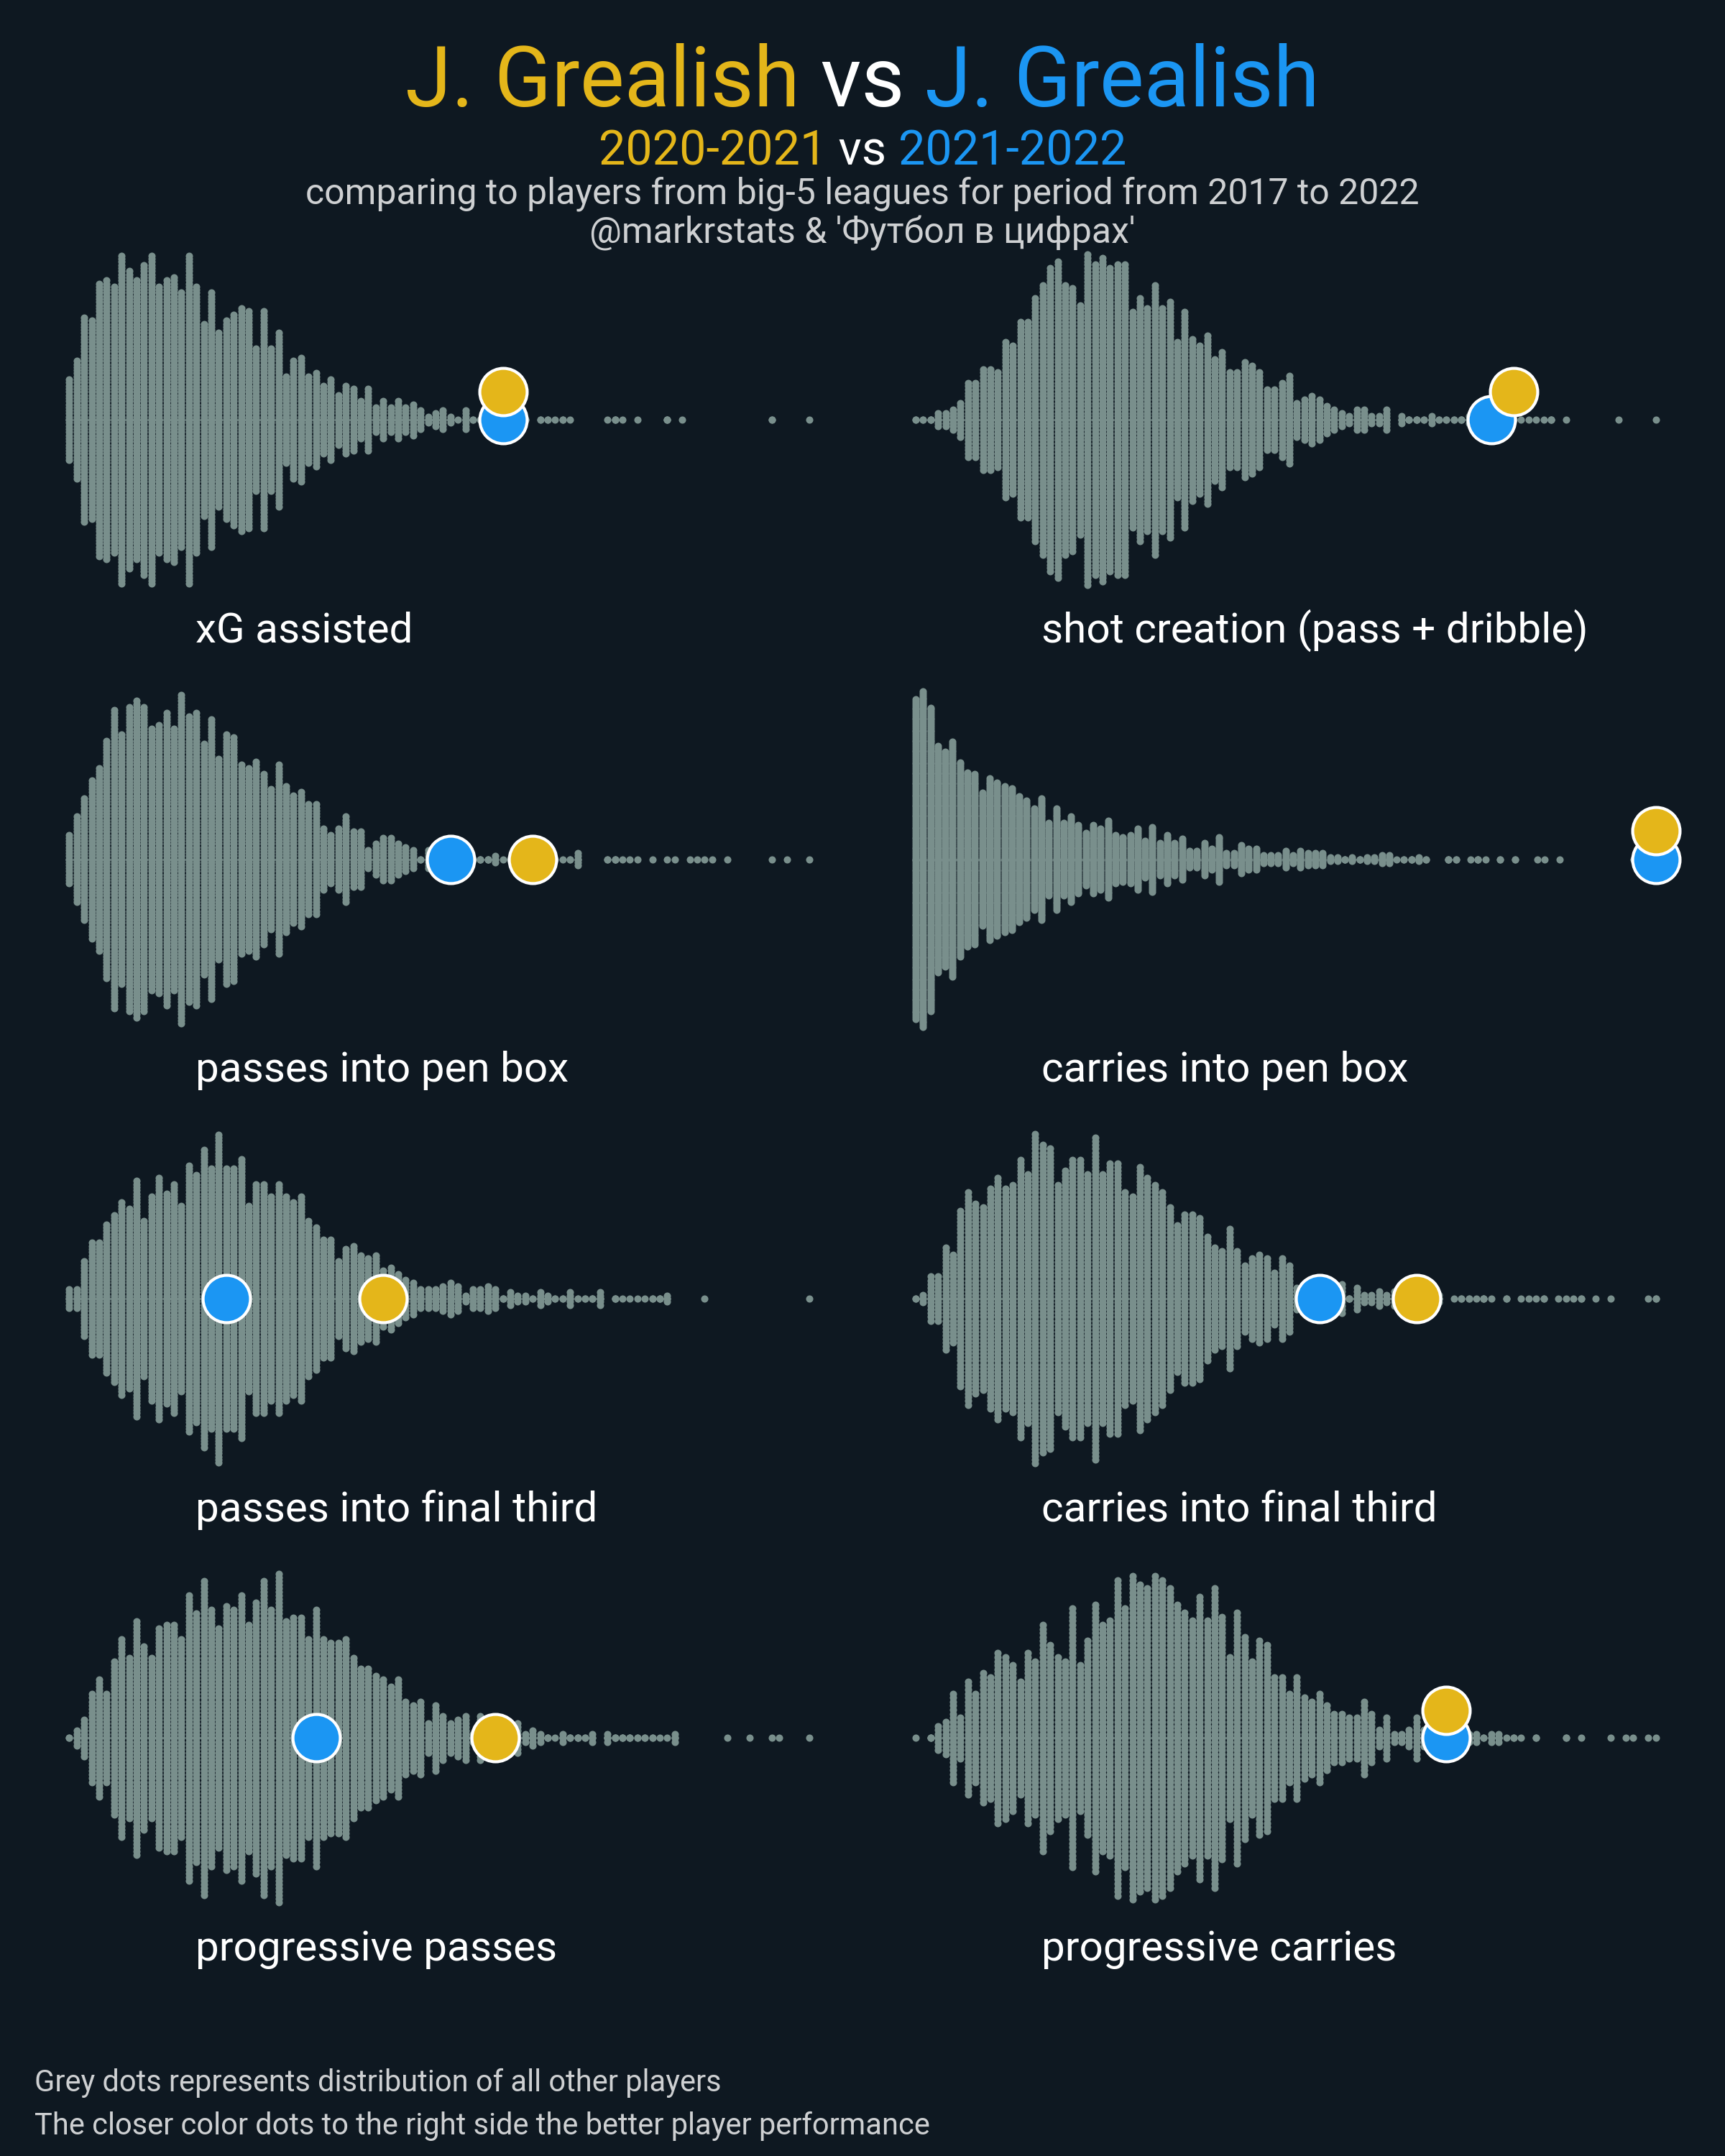 J. Grealish vs J. Grealish
2020-2021 vs 2021-2022
comparing to players from big-5 leagues for period from 2017 to 2022
@markrstats & 'Футбол в цифрах'
xG assisted
shot creation (pass + dribble)
passes into pen box
carries into pen box
passes into final third
carries into final third
progressive passes
progressive carries
Grey dots represents distribution of all other players
The closer color dots to the right side the better player performance